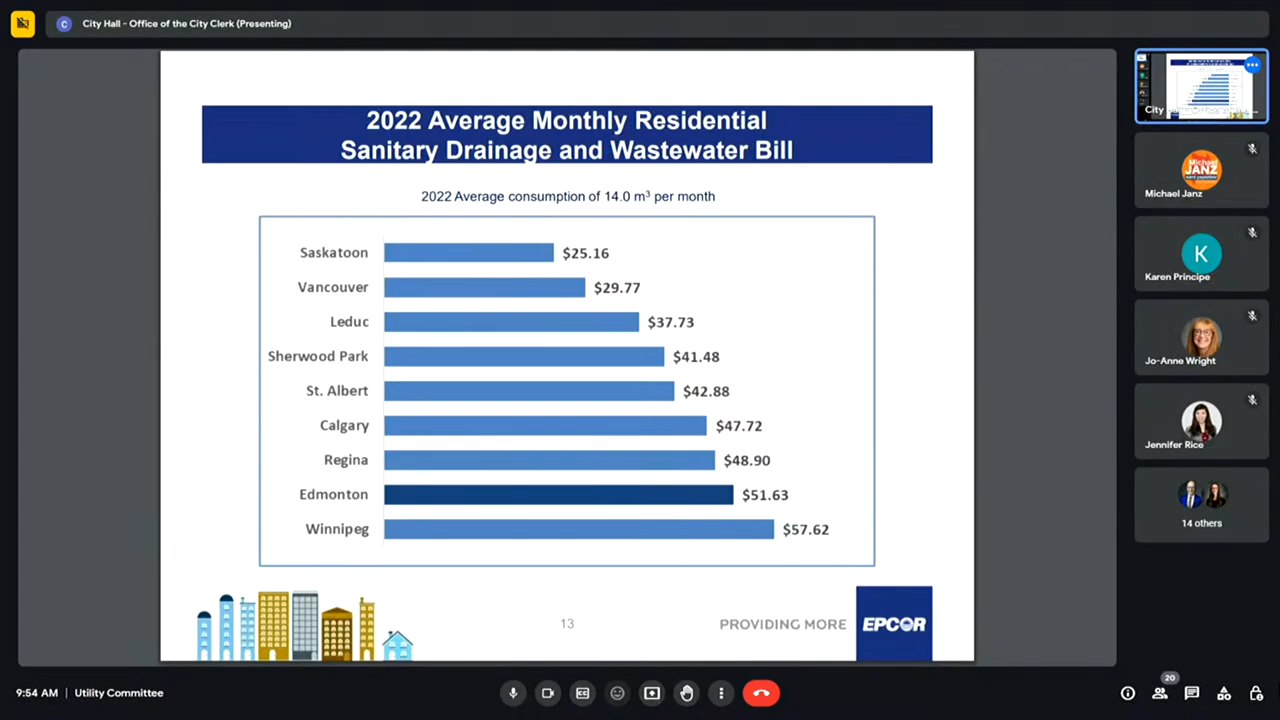 C City Hall - Office of the City Clerk (Presenting)
2022 Average Monthly Residential
Sanitary Drainage and Wastewater Bill
2022 Average consumption of 14.0 m³ per month
Saskatoon $25.16
Vancouver $29.77
Leduc $37.73
Sherwood Park $41.48
St. Albert $42.88
Calgary $47.72
Regina $48.90
Edmonton $51.63
Winnipeg $57.62
13
PROVIDING MORE
EPCOR
City
Michael
JANZ
Michael Janz
K
Karen Principe
Jo-Anne Wright
Jennifer Rice
14 others
9:54 AM | Utility Committee
20